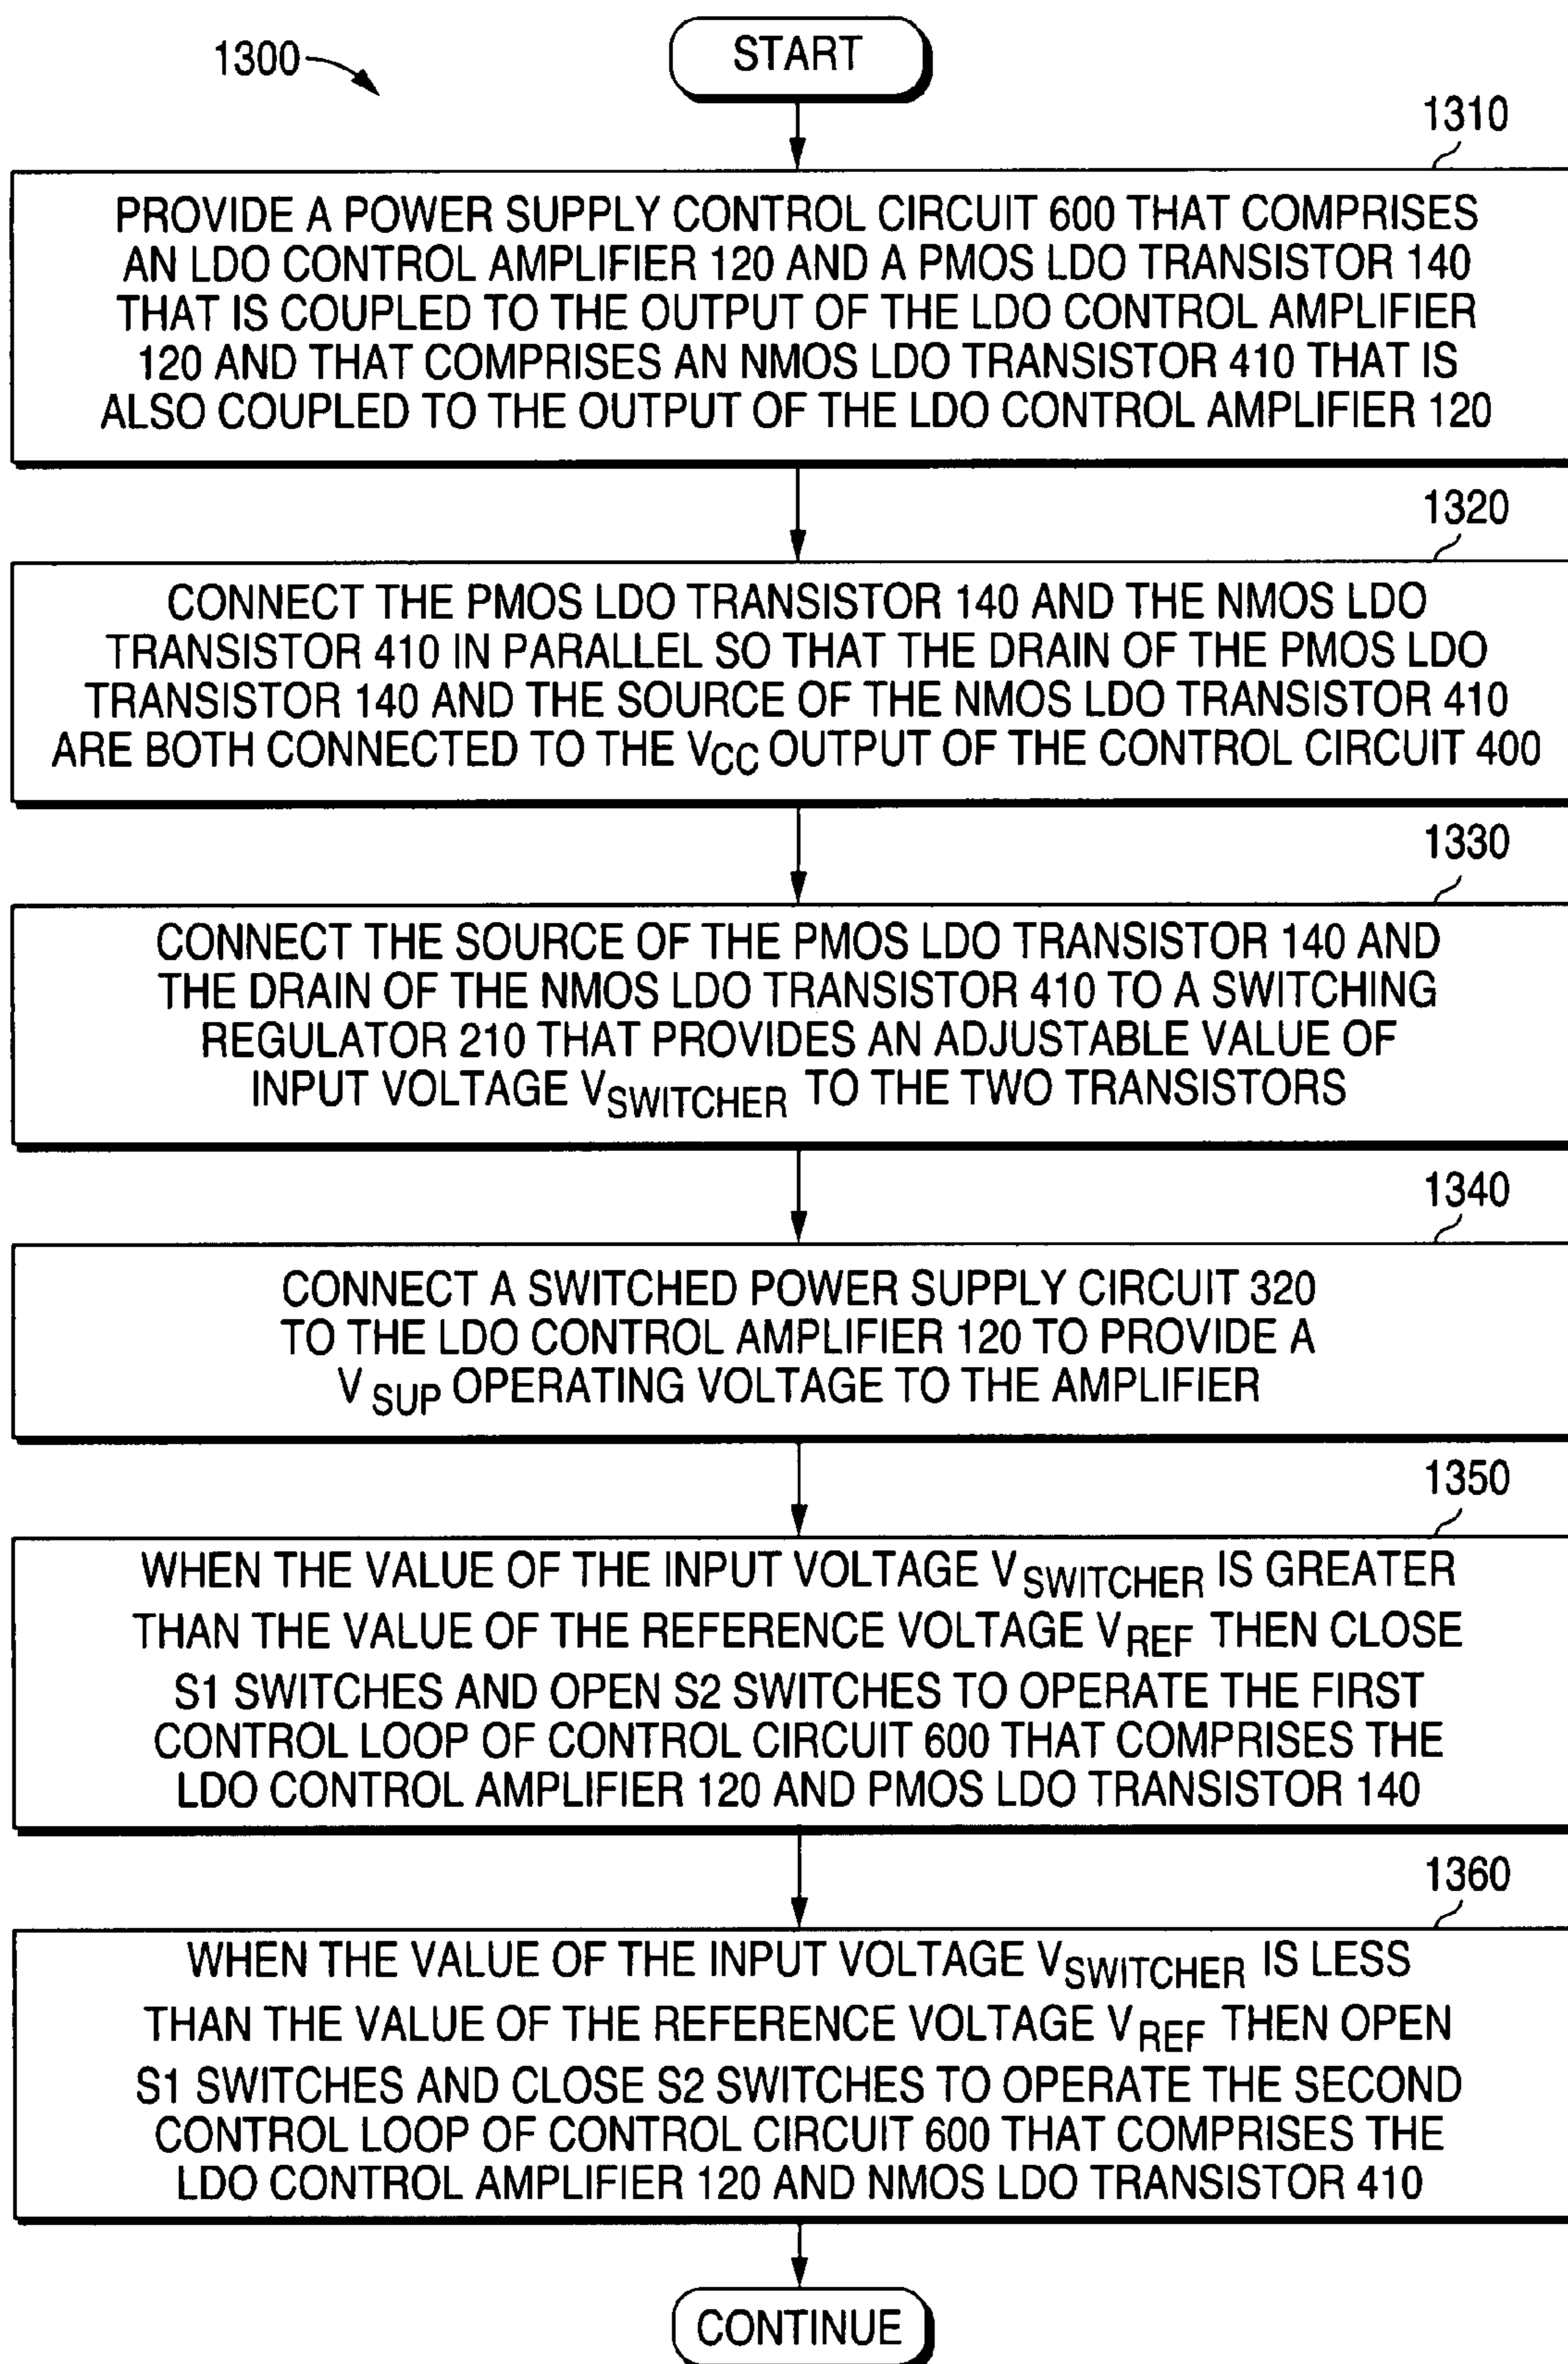 1300
START
1310
PROVIDE A POWER SUPPLY CONTROL CIRCUIT 600 THAT COMPRISES
AN LDO CONTROL AMPLIFIER 120 AND A PMOS LDO TRANSISTOR 140
THAT IS COUPLED TO THE OUTPUT OF THE LDO CONTROL AMPLIFIER
120 AND THAT COMPRISES AN NMOS LDO TRANSISTOR 410 THAT IS
ALSO COUPLED TO THE OUTPUT OF THE LDO CONTROL AMPLIFIER 120
1320
CONNECT THE PMOS LDO TRANSISTOR 140 AND THE NMOS LDO
TRANSISTOR 410 IN PARALLEL SO THAT THE DRAIN OF THE PMOS LDO
TRANSISTOR 140 AND THE SOURCE OF THE NMOS LDO TRANSISTOR 410
ARE BOTH CONNECTED TO THE VCC OUTPUT OF THE CONTROL CIRCUIT 400
1330
CONNECT THE SOURCE OF THE PMOS LDO TRANSISTOR 140 AND
THE DRAIN OF THE NMOS LDO TRANSISTOR 410 TO A SWITCHING
REGULATOR 210 THAT PROVIDES AN ADJUSTABLE VALUE OF
INPUT VOLTAGE VSWITCHER TO THE TWO TRANSISTORS
1340
CONNECT A SWITCHED POWER SUPPLY CIRCUIT 320
TO THE LDO CONTROL AMPLIFIER 120 TO PROVIDE A
VSUP OPERATING VOLTAGE TO THE AMPLIFIER
1350
WHEN THE VALUE OF THE INPUT VOLTAGE VSWITCHER IS GREATER
THAN THE VALUE OF THE REFERENCE VOLTAGE VREF THEN CLOSE
S1 SWITCHES AND OPEN S2 SWITCHES TO OPERATE THE FIRST
CONTROL LOOP OF CONTROL CIRCUIT 600 THAT COMPRISES THE
LDO CONTROL AMPLIFIER 120 AND PMOS LDO TRANSISTOR 140
1360
WHEN THE VALUE OF THE INPUT VOLTAGE VSWITCHER IS LESS
THAN THE VALUE OF THE REFERENCE VOLTAGE VREF THEN OPEN
S1 SWITCHES AND CLOSE S2 SWITCHES TO OPERATE THE SECOND
CONTROL LOOP OF CONTROL CIRCUIT 600 THAT COMPRISES THE
LDO CONTROL AMPLIFIER 120 AND NMOS LDO TRANSISTOR 410
CONTINUE